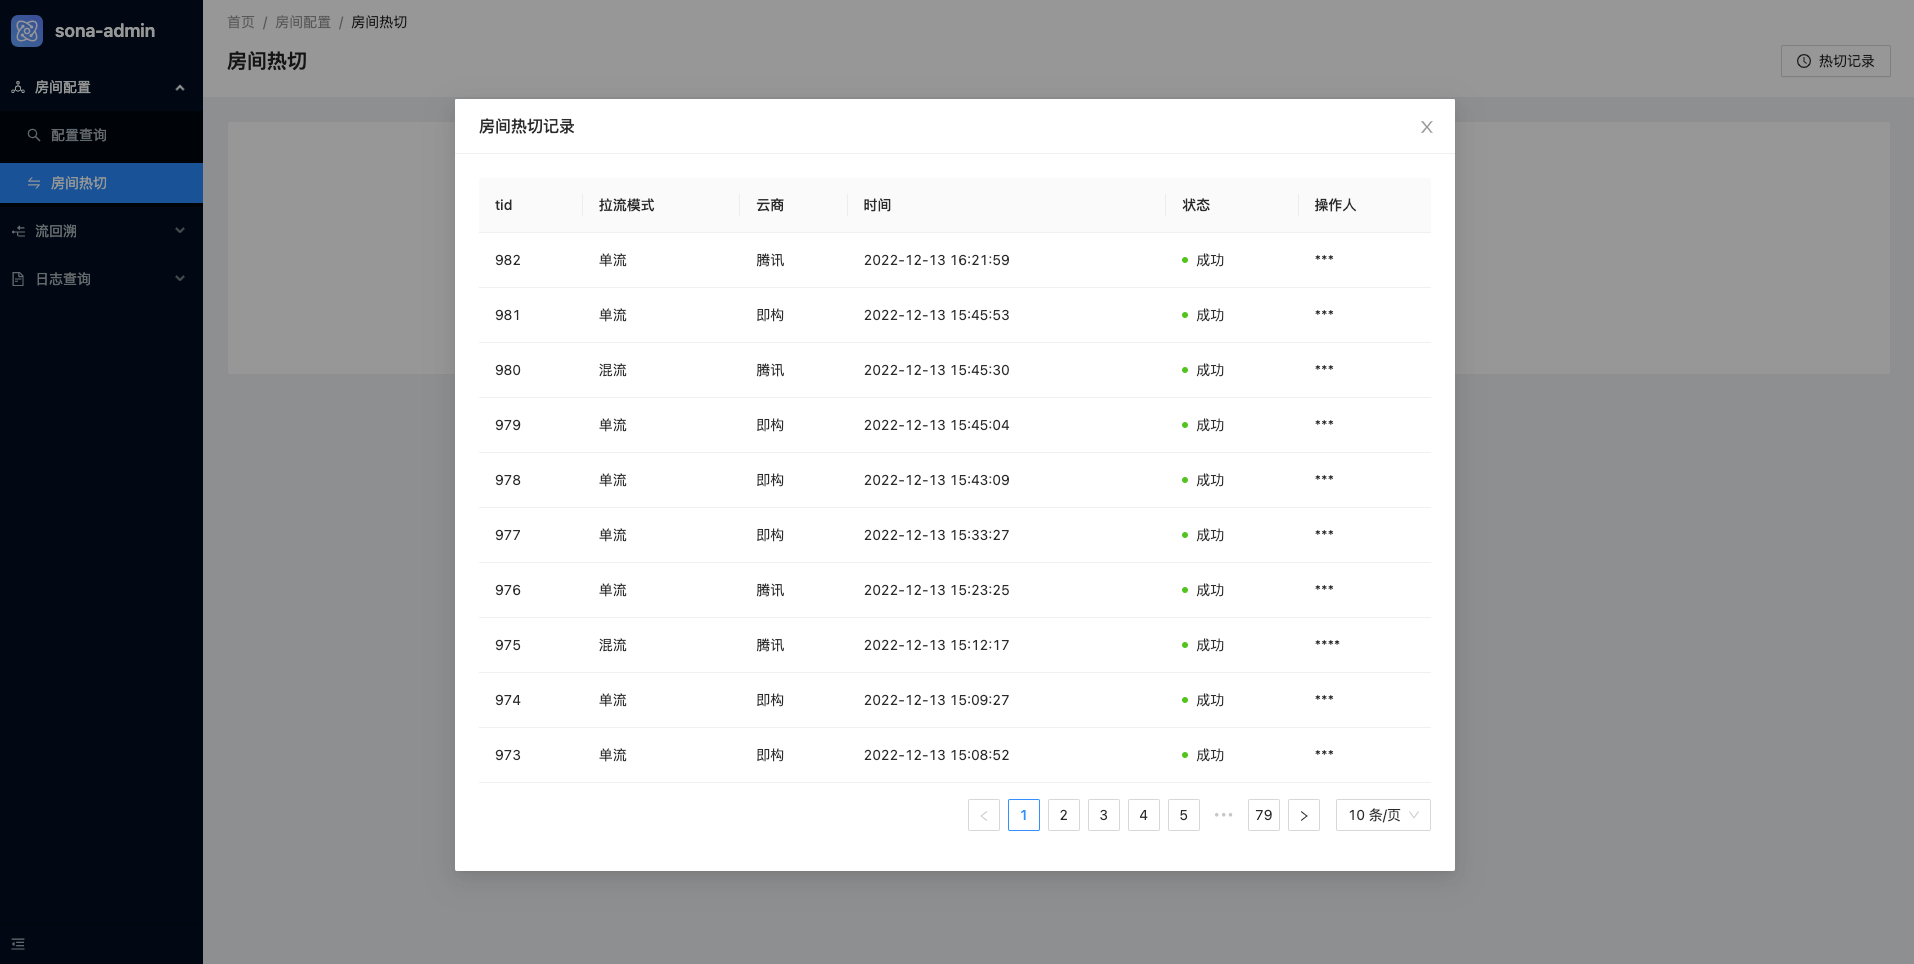 sona-admin
房间配置
配置查询
房间热切
流回溯
日志查询
首页 / 房间配置 / 房间热切
房间热切
热切记录
房间热切记录
tid 拉流模式 云商 时间 状态 操作人
982 单流 腾讯 2022-12-13 16:21:59 成功 ***
981 单流 即构 2022-12-13 15:45:53 成功 ***
980 混流 腾讯 2022-12-13 15:45:30 成功 ***
979 单流 即构 2022-12-13 15:45:04 成功 ***
978 单流 即构 2022-12-13 15:43:09 成功 ***
977 单流 即构 2022-12-13 15:33:27 成功 ***
976 单流 腾讯 2022-12-13 15:23:25 成功 ***
975 混流 腾讯 2022-12-13 15:12:17 成功 ****
974 单流 即构 2022-12-13 15:09:27 成功 ***
973 单流 即构 2022-12-13 15:08:52 成功 ***
< 1 2 3 4 5 ••• 79 > 10 条/页